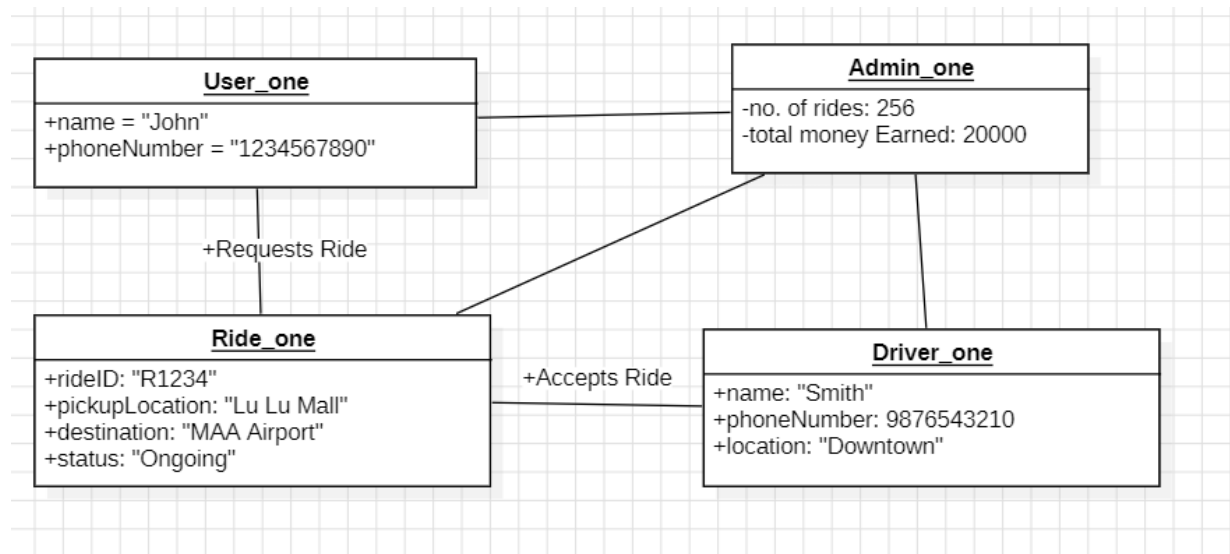 User_one
+name = "John"
+phoneNumber = "1234567890"
Admin_one
-no. of rides: 256
-total money Earned: 20000
+Requests Ride
Ride_one
+rideID: "R1234"
+pickupLocation: "Lu Lu Mall"
+destination: "MAA Airport"
+status: "Ongoing"
+Accepts Ride
Driver_one
+name: "Smith"
+phoneNumber: 9876543210
+location: "Downtown"